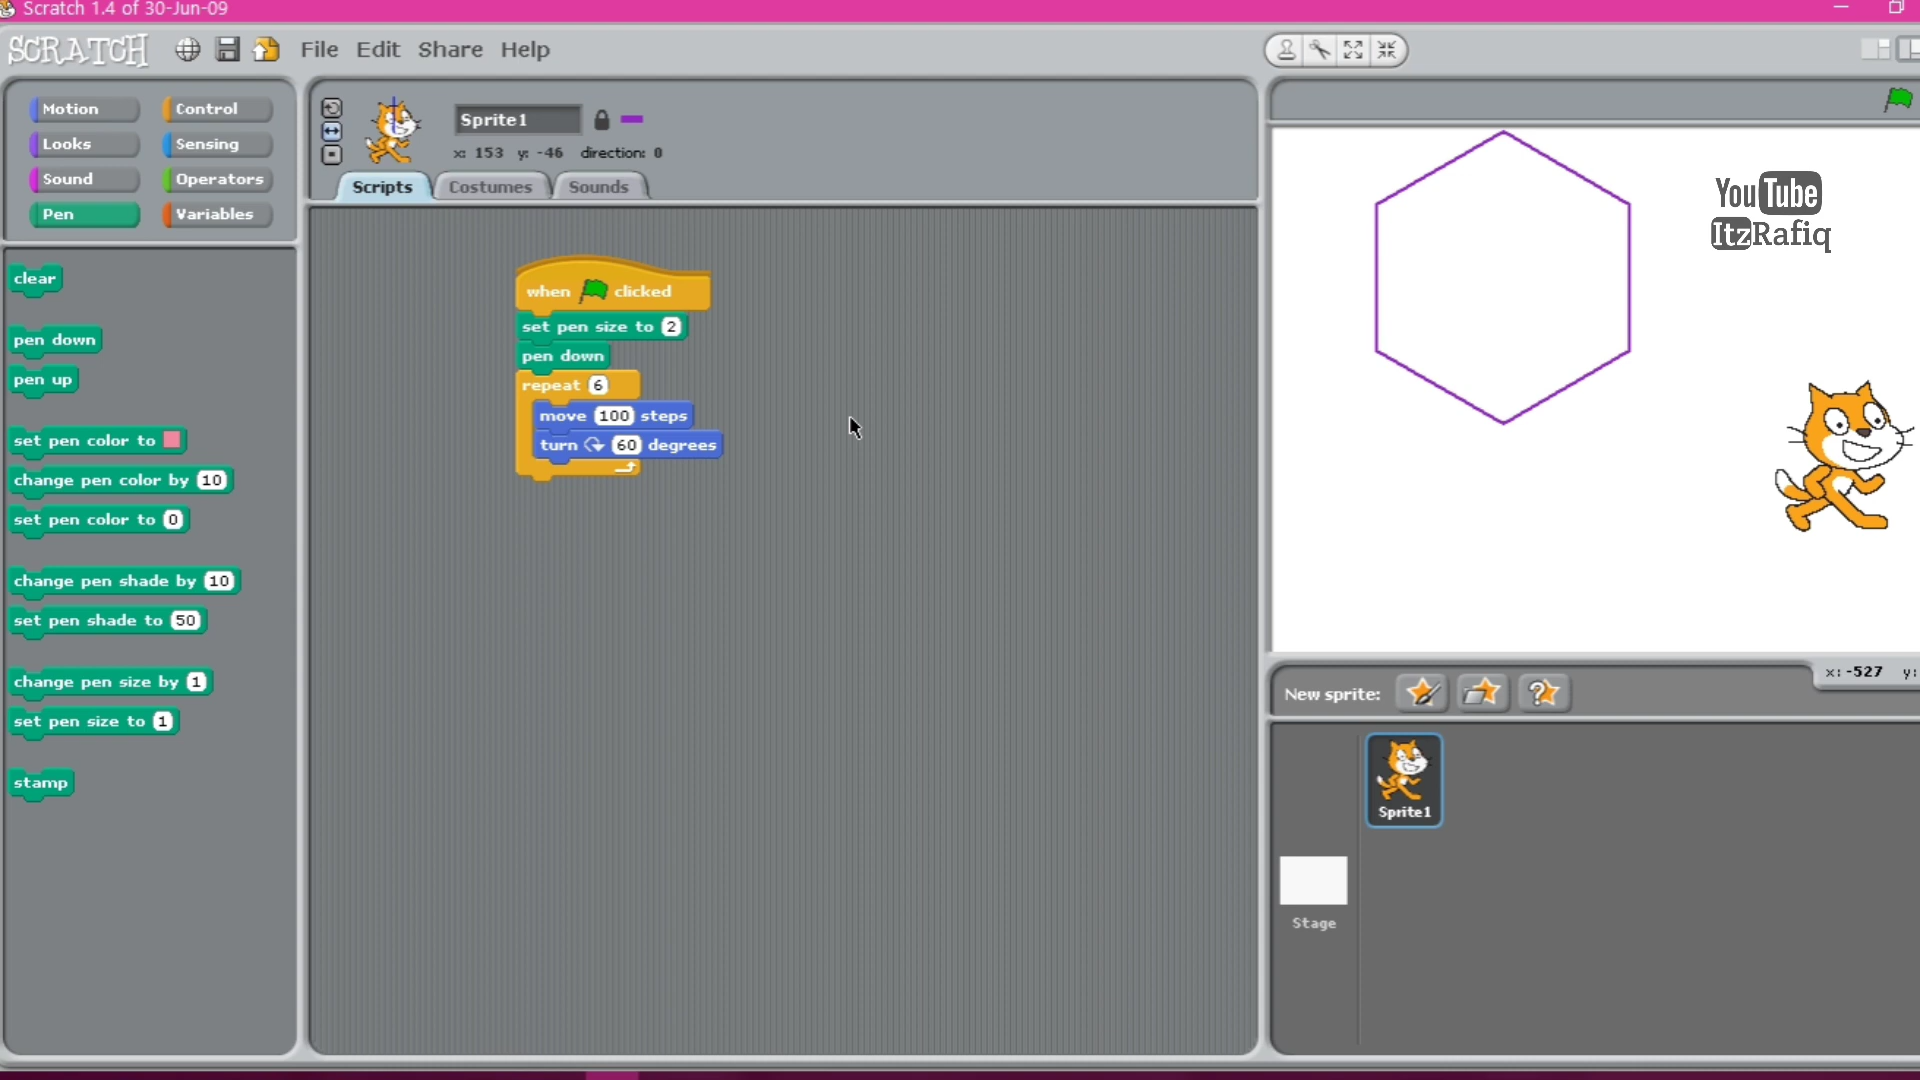 Scratch 1.4 of 30-Jun-09
SCRATCH File Edit Share Help
Motion Control
Looks Sensing
Sound Operators
Pen Variables
Sprite1
x: 153 y: -46 direction: 0
Scripts Costumes Sounds
clear
pen down
pen up
set pen color to
change pen color by 10
set pen color to 0
change pen shade by 10
set pen shade to 50
change pen size by 1
set pen size to 1
stamp
when clicked
set pen size to 2
pen down
repeat 6
move 100 steps
turn 60 degrees
YouTube
ItzRafiq
x: -527 y:
New sprite:
Sprite1
Stage